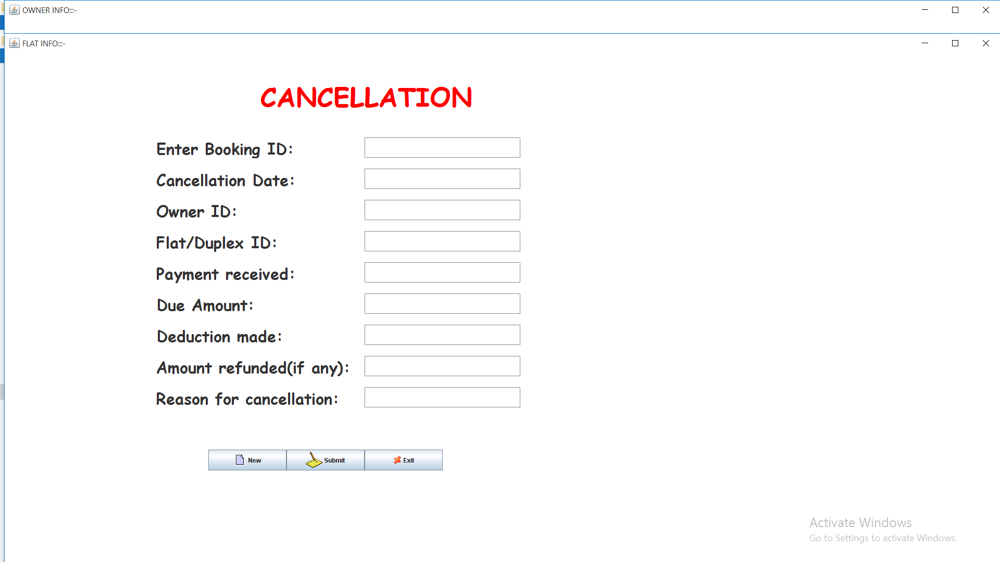 OWNER INFO:::-
FLAT INFO:::-
CANCELLATION
Enter Booking ID:
Cancellation Date:
Owner ID:
Flat/Duplex ID:
Payment received:
Due Amount:
Deduction made:
Amount refunded(if any):
Reason for cancellation:
New Submit Exit
Activate Windows
Go to Settings to activate Windows.